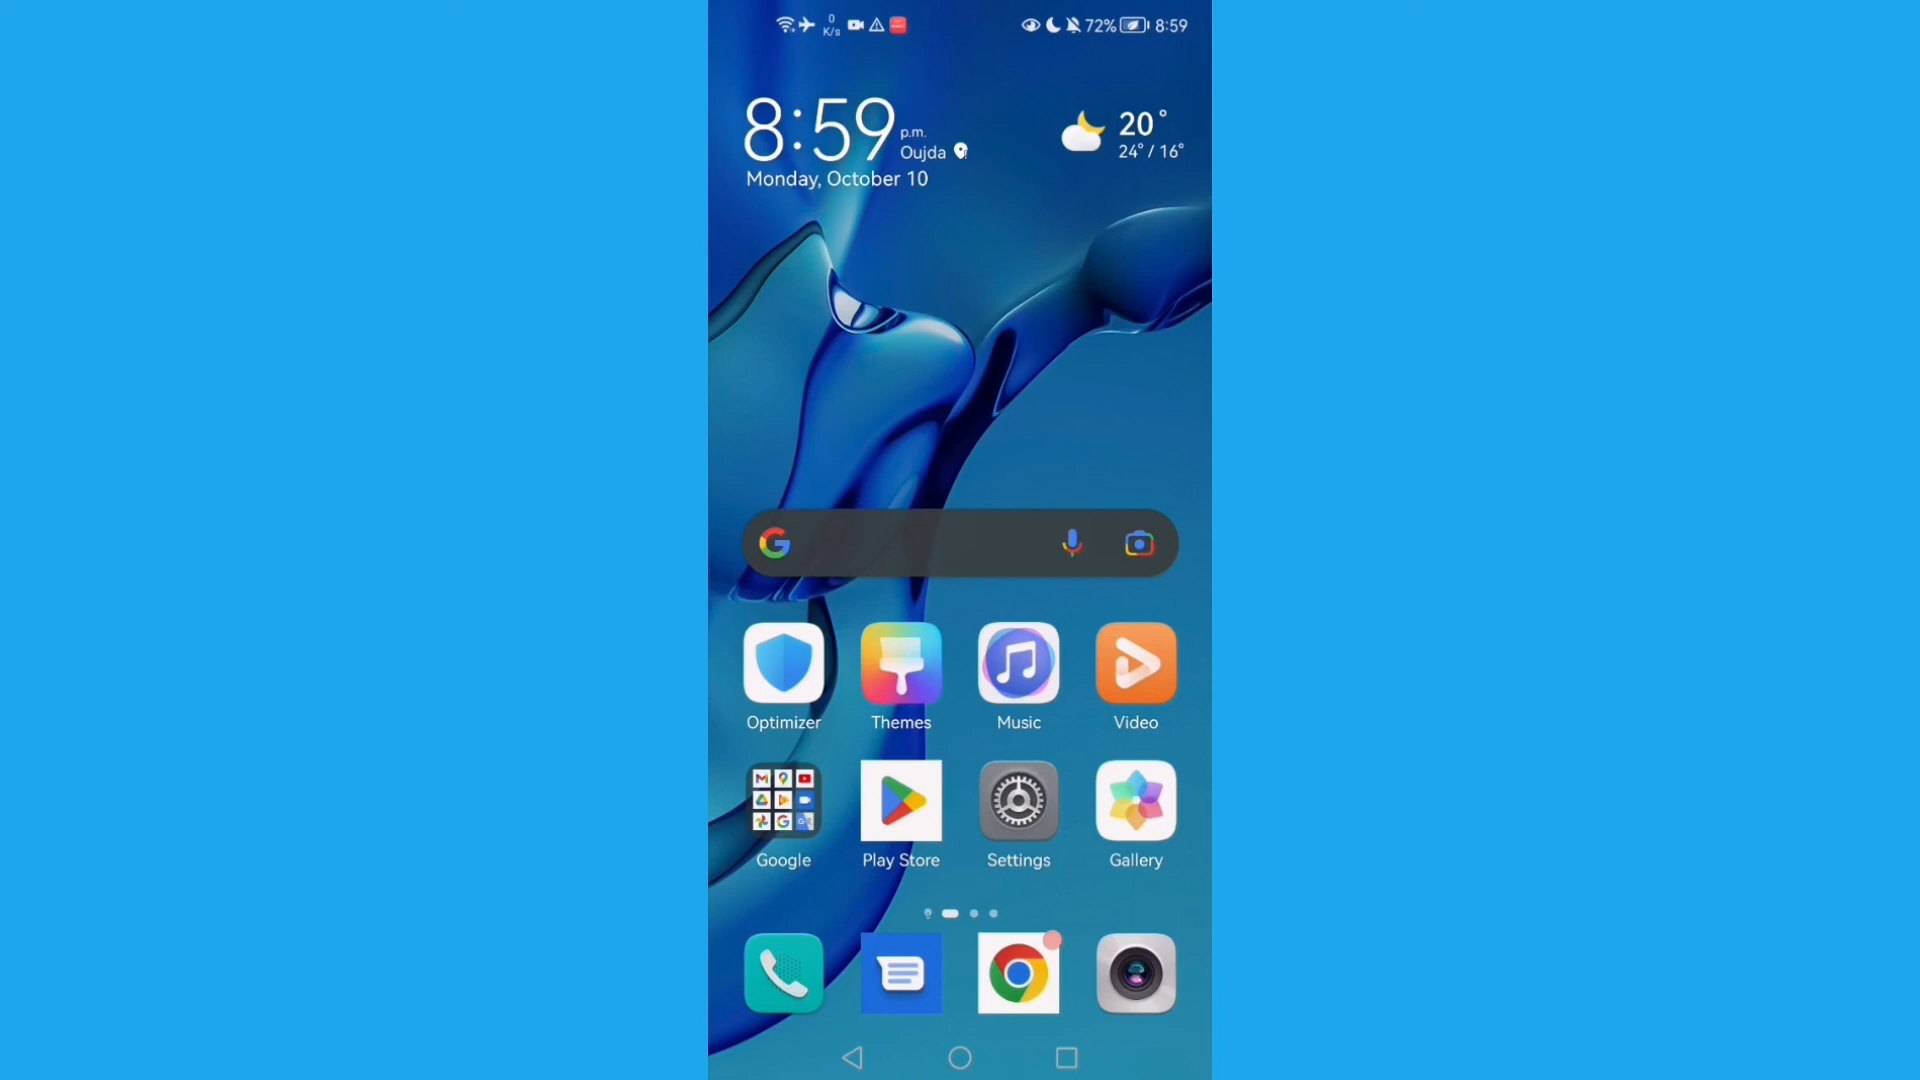 0
K/s
72%
8:59
8:59
p.m.
Oujda
Monday, October 10
20°
24° / 16°
Optimizer
Themes
Music
Video
Google
Play Store
Settings
Gallery